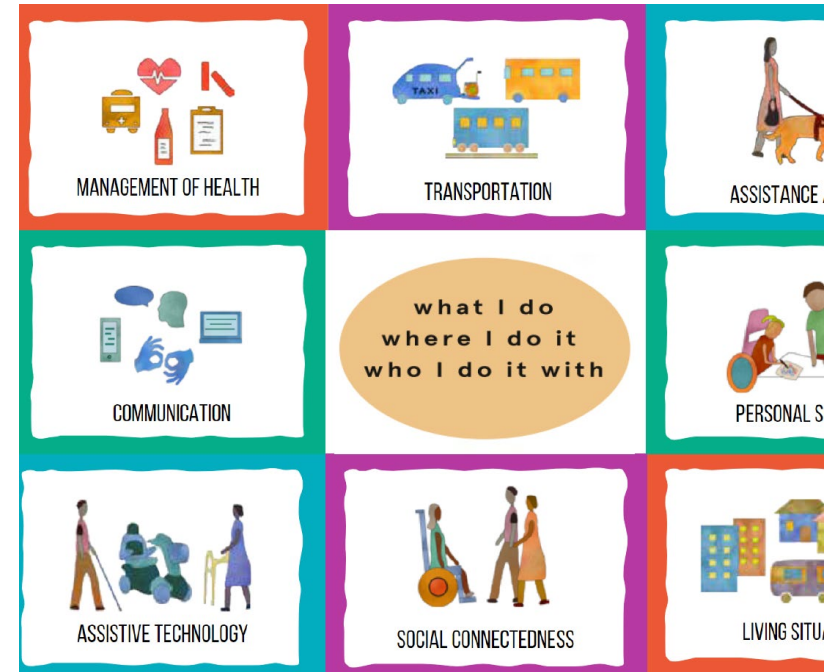 MANAGEMENT OF HEALTH
TAXI
TRANSPORTATION
ASSISTANCE
COMMUNICATION
what I do
where I do it
who I do it with
PERSONAL
ASSISTIVE TECHNOLOGY
SOCIAL CONNECTEDNESS
LIVING